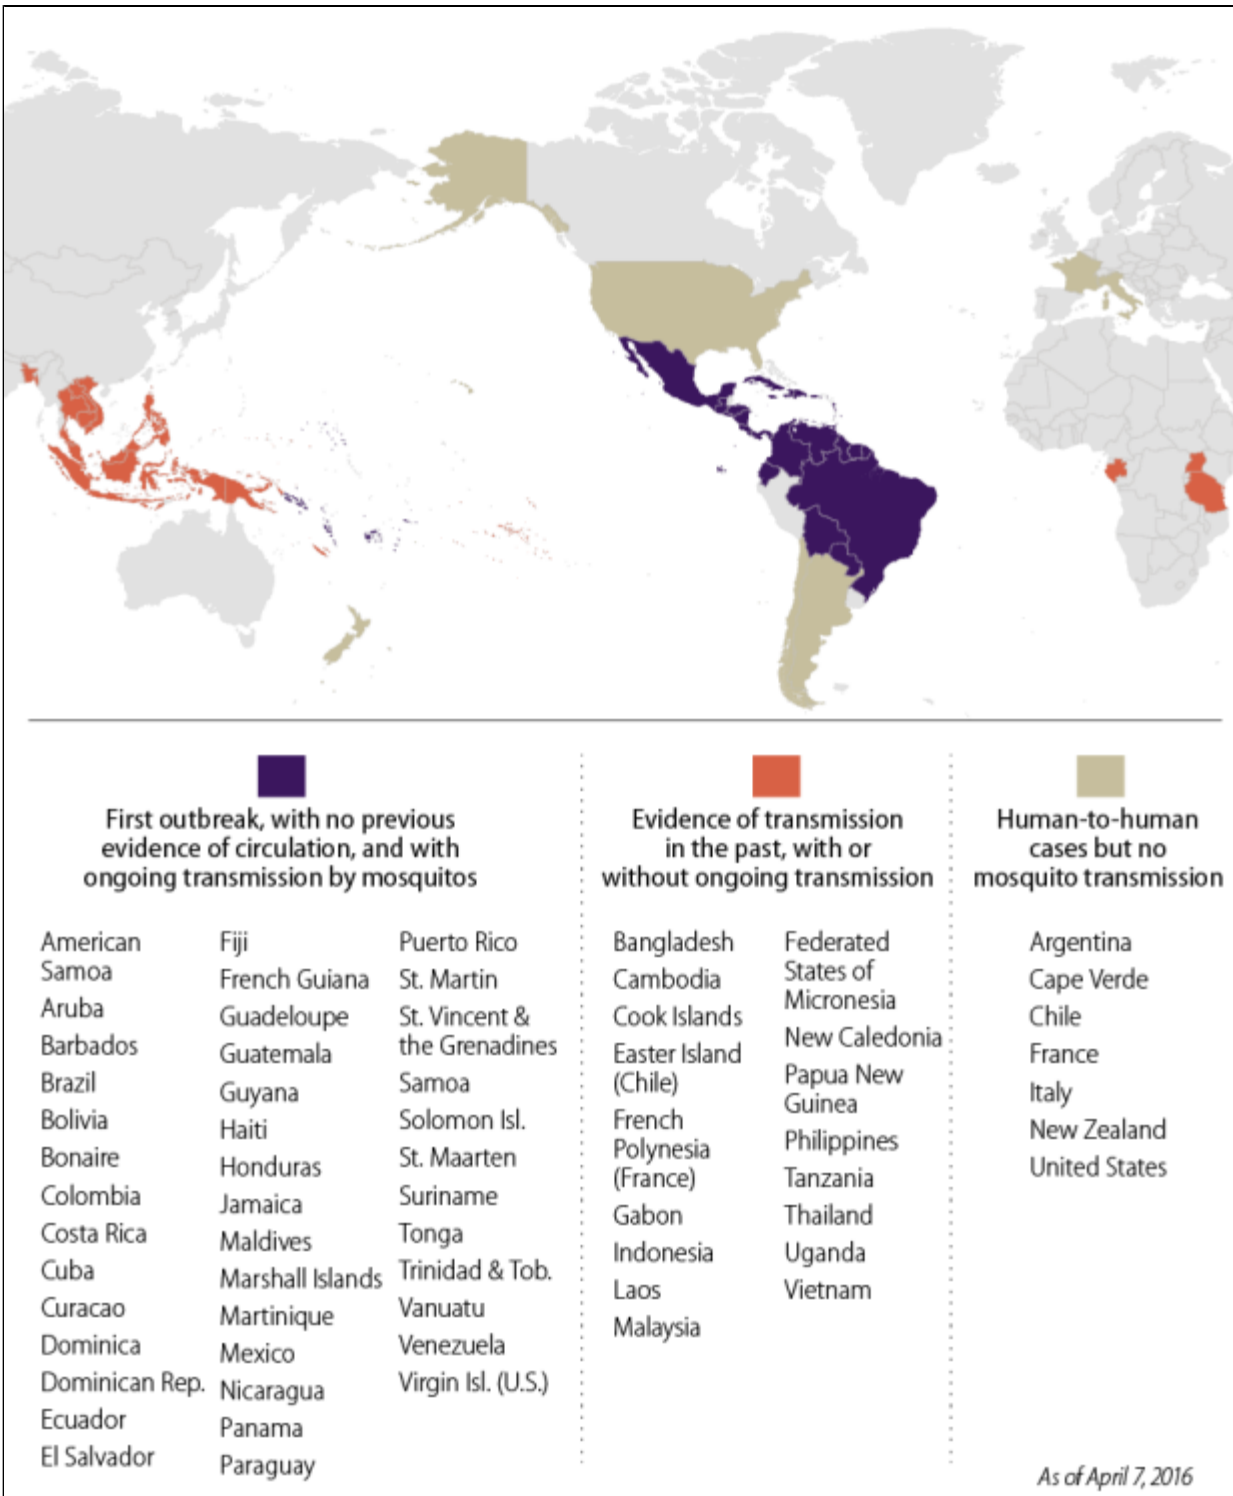 First outbreak, with no previous
evidence of circulation, and with
ongoing transmission by mosquitos
American
Samoa
Aruba
Barbados
Brazil
Bolivia
Bonaire
Colombia
Costa Rica
Cuba
Curacao
Dominica
Dominican Rep.
Ecuador
El Salvador
Fiji
French Guiana
Guadeloupe
Guatemala
Guyana
Haiti
Honduras
Jamaica
Maldives
Marshall Islands
Martinique
Mexico
Nicaragua
Panama
Paraguay
Puerto Rico
St. Martin
St. Vincent &
the Grenadines
Samoa
Solomon Isl.
St. Maarten
Suriname
Tonga
Trinidad & Tob.
Vanuatu
Venezuela
Virgin Isl. (U.S.)
Evidence of transmission
in the past, with or
without ongoing transmission
Bangladesh
Cambodia
Cook Islands
Easter Island
(Chile)
French
Polynesia
(France)
Gabon
Indonesia
Laos
Malaysia
Federated
States of
Micronesia
New Caledonia
Papua New
Guinea
Philippines
Tanzania
Thailand
Uganda
Vietnam
Human-to-human
cases but no
mosquito transmission
Argentina
Cape Verde
Chile
France
Italy
New Zealand
United States
As of April 7, 2016